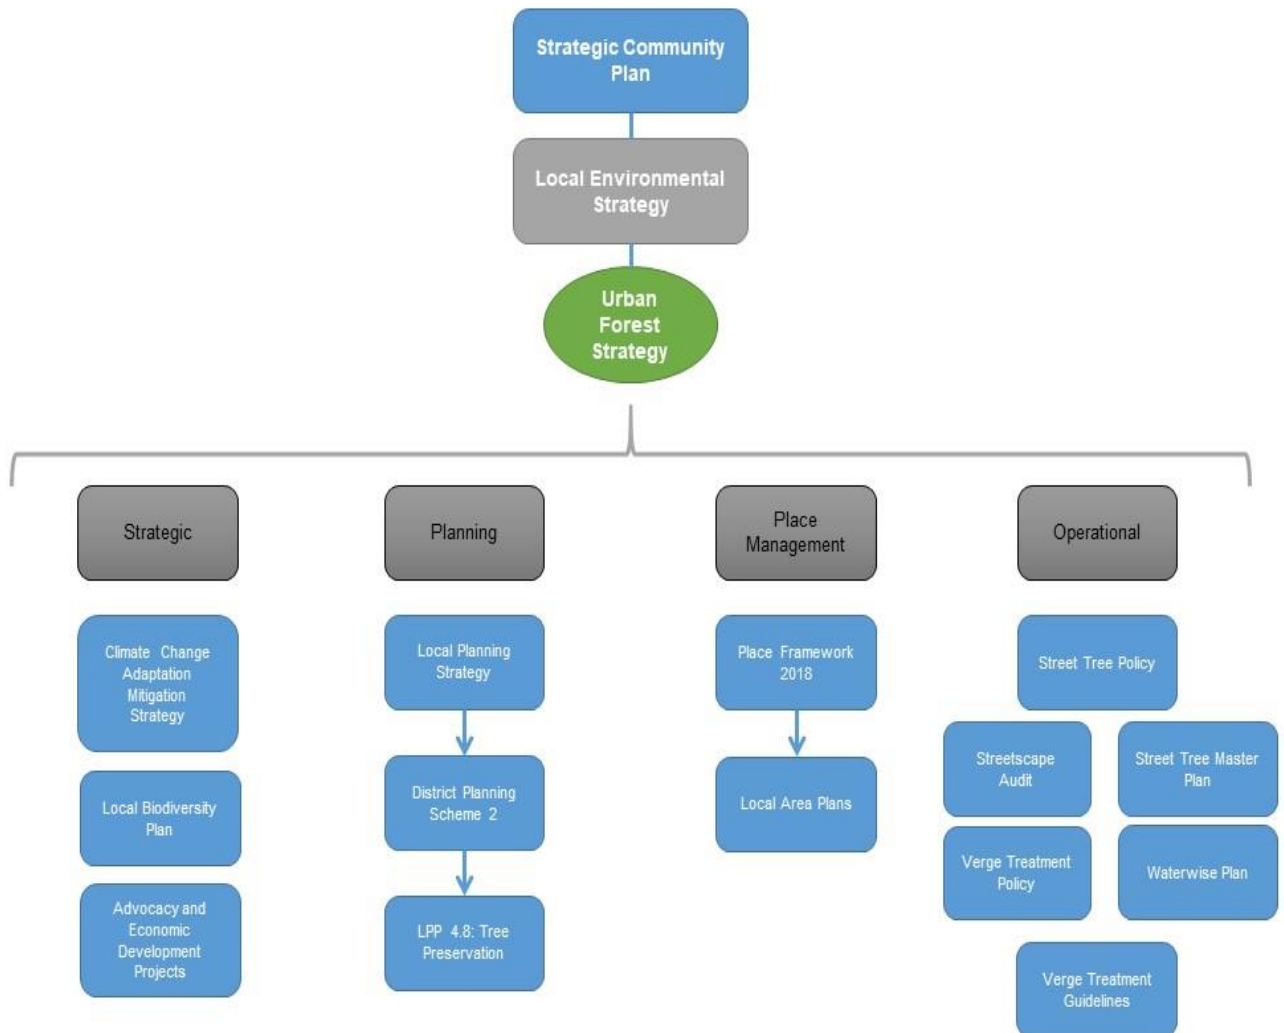 Strategic Community
Plan
Local Environmental
Strategy
Urban
Forest
Strategy
Strategic
Planning
Place
Management
Operational
Climate Change
Adaptation
Mitigation
Strategy
Local Biodiversity
Plan
Advocacy and
Economic
Development
Projects
Local Planning
Strategy
District Planning
Scheme 2
LPP 4.8: Tree
Preservation
Place Framework
2018
Local Area Plans
Street Tree Policy
Streetscape
Audit
Street Tree Master
Plan
Verge Treatment
Policy
Waterwise Plan
Verge Treatment
Guidelines